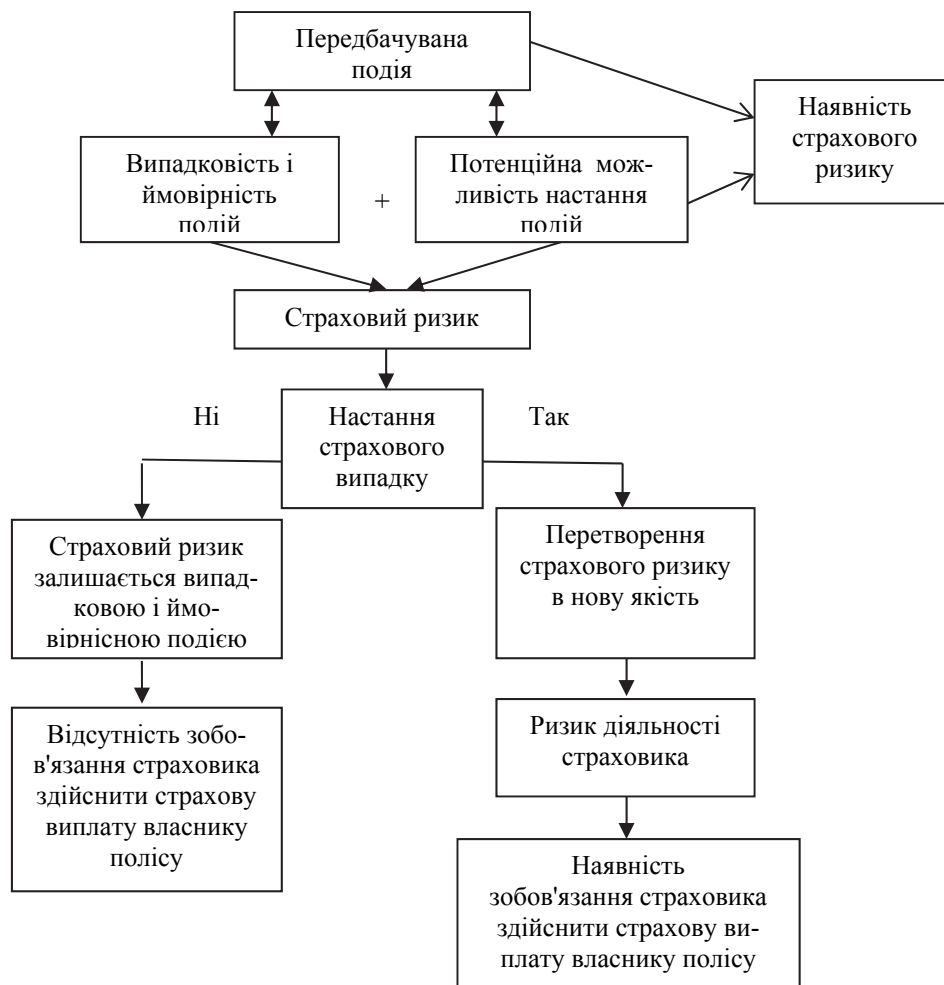 Передбачувана
подія
Наявність
страхового
ризику
Випадковість і
ймовірність
подій
+
Потенційна мож-
ливість настання
подій
Страховий ризик
Ні
Настання
страхового
випадку
Так
Страховий ризик
залишається випад-
ковою і ймо-
вірнісною подією
Перетворення
страхового ризику
в нову якість
Відсутність зобо-
в'язання страховика
здійснити страхову
виплату власнику
полісу
Ризик діяльності
страховика
Наявність
зобов'язання страховика
здійснити страхову ви-
плату власнику полісу